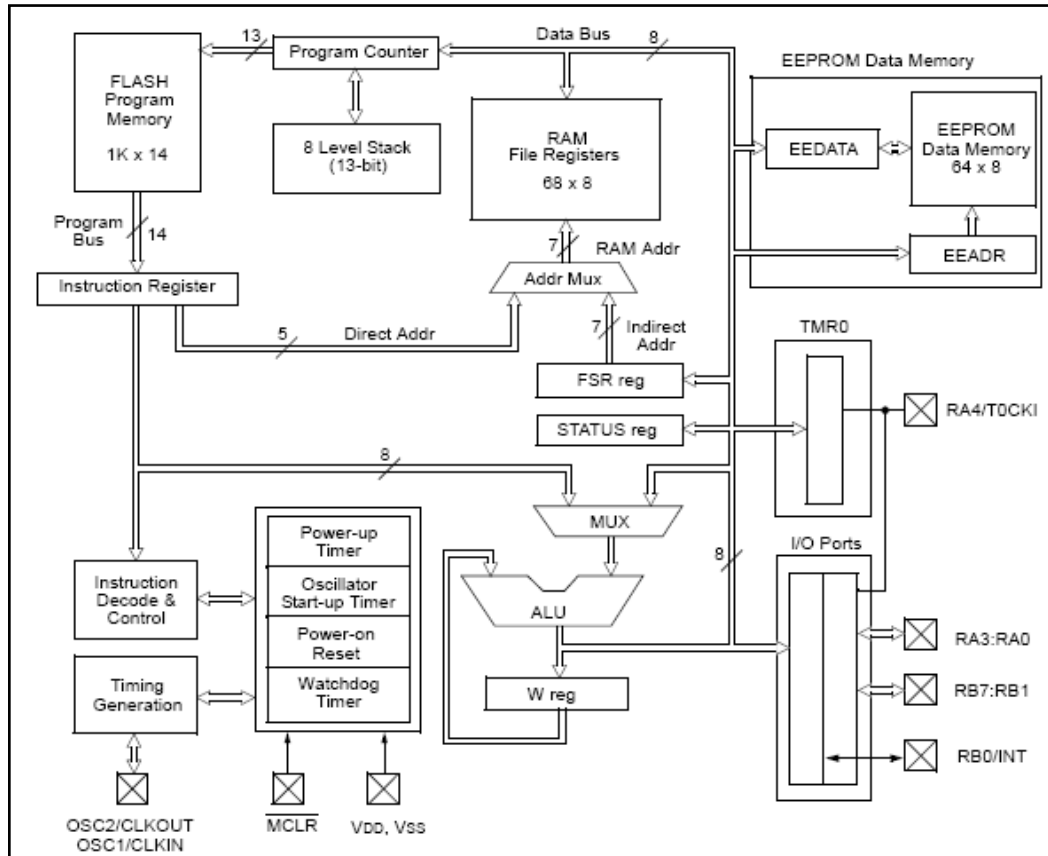 13
Program Counter
Data Bus
8
EEPROM Data Memory
FLASH
Program
Memory
1K x 14
8 Level Stack
(13-bit)
RAM
File Registers
68 x 8
EEDATA
EEPROM
Data Memory
64 x 8
EEADR
Program
Bus
14
7
RAM Addr
Addr Mux
Instruction Register
5
Direct Addr
7
Indirect
Addr
TMR0
FSR reg
RA4/T0CKI
STATUS reg
8
MUX
I/O Ports
8
Power-up
Timer
Instruction
Decode &
Control
Oscillator
Start-up Timer
ALU
Power-on
Reset
RA3:RA0
Timing
Generation
Watchdog
Timer
W reg
RB7:RB1
RB0/INT
OSC2/CLKOUT
OSC1/CLKIN
MCLR
VDD, VSS